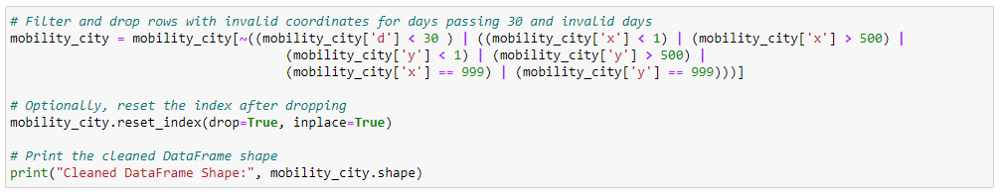 # Filter and drop rows with invalid coordinates for days passing 30 and invalid days
mobility_city = mobility_city[~((mobility_city['d'] < 30 ) | ((mobility_city['x'] < 1) | (mobility_city['x'] > 500) |
(mobility_city['y'] < 1) | (mobility_city['y'] > 500) |
(mobility_city['x'] == 999) | (mobility_city['y'] == 999)))]
# Optionally, reset the index after dropping
mobility_city.reset_index(drop=True, inplace=True)
# Print the cleaned DataFrame shape
print("Cleaned DataFrame Shape:", mobility_city.shape)